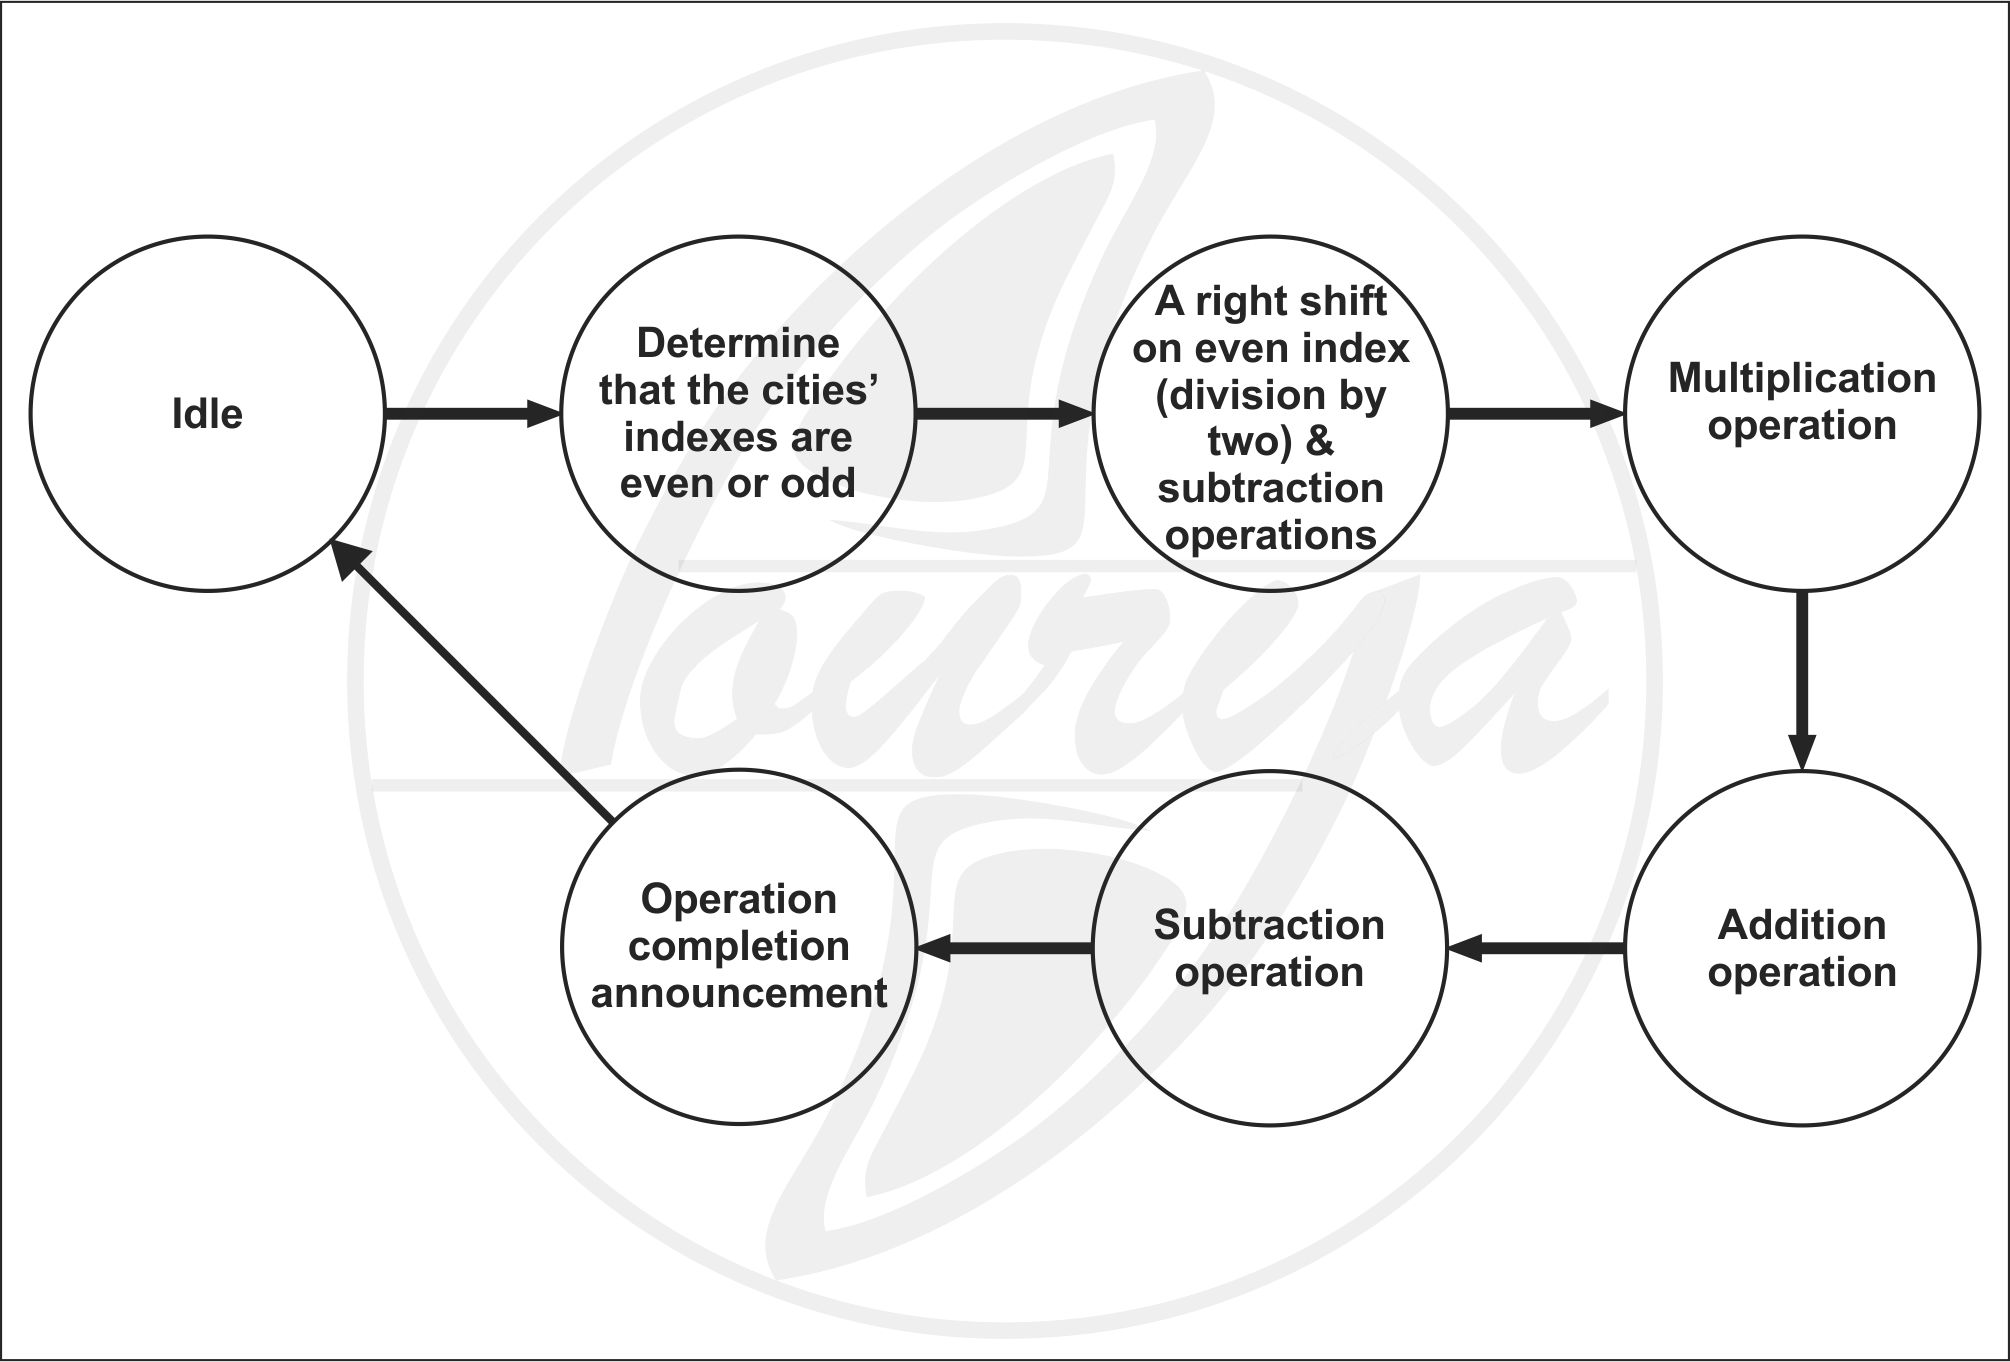 Idle
Determine
that the cities’
indexes are
even or odd
A right shift
on even index
(division by
two) &
subtraction
operations
Multiplication
operation
Operation
completion
announcement
Subtraction
operation
Addition
operation
Pourya